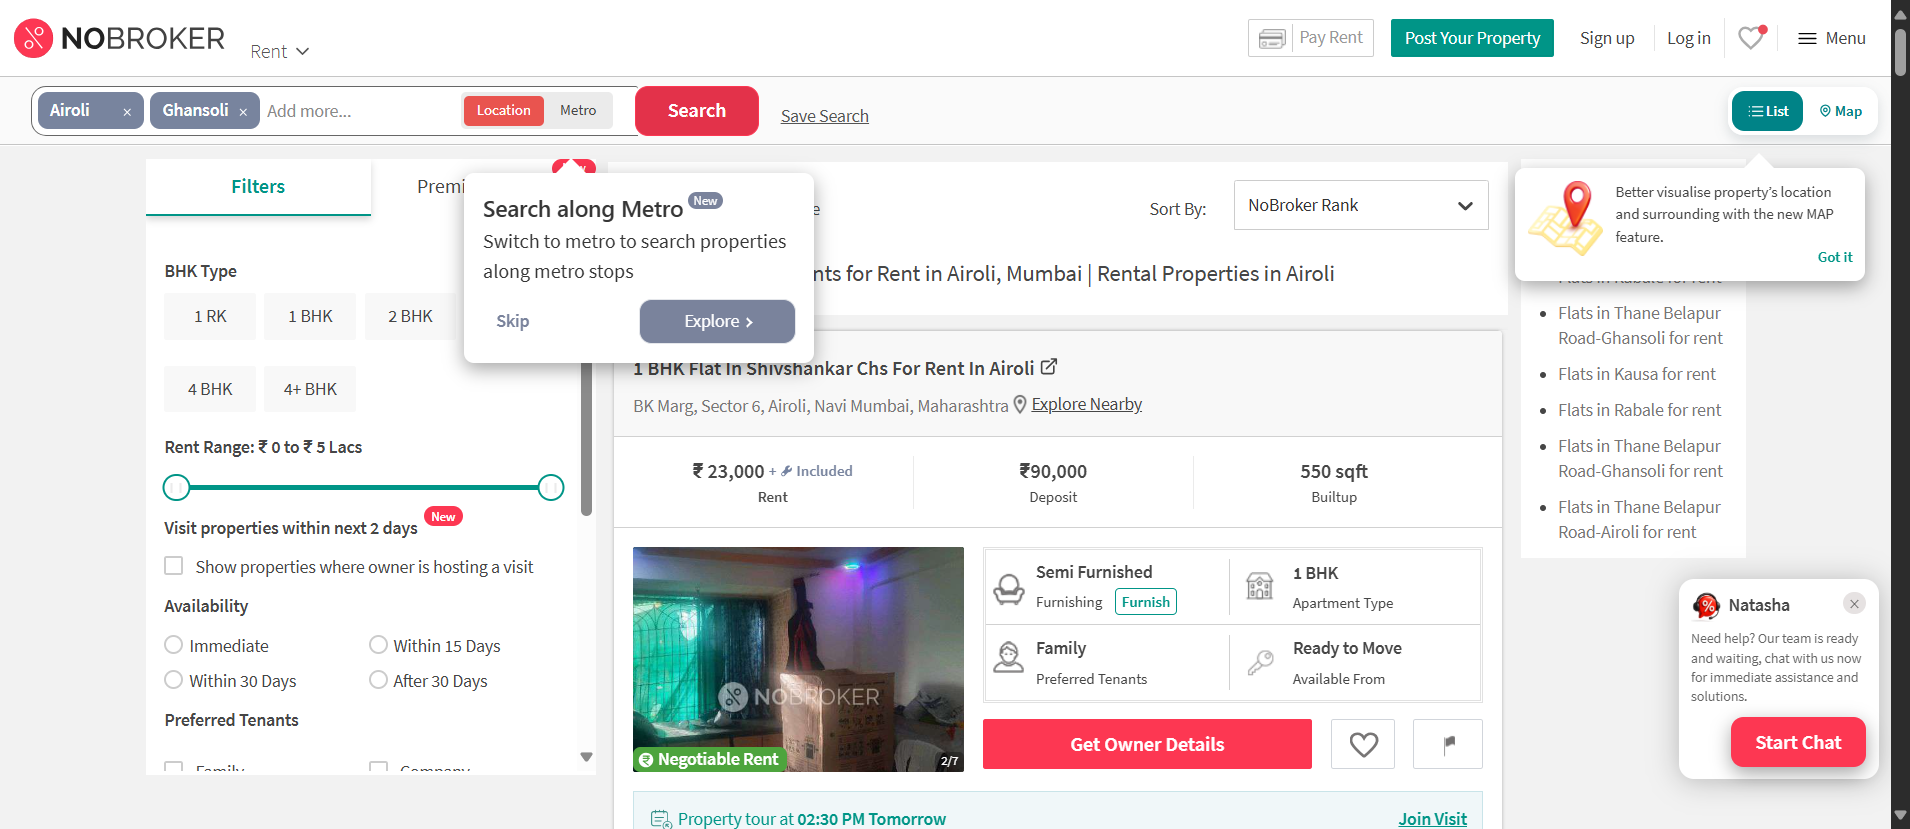 NOBROKER
Rent
Pay Rent
Post Your Property
Sign up
Log in
Menu
Airoli ×
Ghansoli ×
Add more...
Location
Metro
Search
Save Search
List
Map
Filters
Premi
Search along Metro New
Switch to metro to search properties
along metro stops
Skip
Explore >
Sort By:
NoBroker Rank
nts for Rent in Airoli, Mumbai | Rental Properties in Airoli
Better visualise property's location
and surrounding with the new MAP
feature.
Got it
BHK Type
1 RK
1 BHK
2 BHK
4 BHK
4+ BHK
Rent Range: ₹ 0 to ₹ 5 Lacs
Visit properties within next 2 days New
Show properties where owner is hosting a visit
Availability
Immediate
Within 15 Days
Within 30 Days
After 30 Days
Preferred Tenants
Family
Company
1 BHK Flat In Shivshankar Chs For Rent In Airoli
BK Marg, Sector 6, Airoli, Navi Mumbai, Maharashtra Explore Nearby
₹ 23,000 + Included
Rent
₹90,000
Deposit
550 sqft
Builtup
NOBROKER
Negotiable Rent
2/7
Semi Furnished
Furnishing Furnish
1 BHK
Apartment Type
Family
Preferred Tenants
Ready to Move
Available From
Get Owner Details
Property tour at 02:30 PM Tomorrow
Join Visit
Flats in Rabale for rent
Flats in Thane Belapur
Road-Ghansoli for rent
Flats in Kausa for rent
Flats in Rabale for rent
Flats in Thane Belapur
Road-Ghansoli for rent
Flats in Thane Belapur
Road-Airoli for rent
Natasha
Need help? Our team is ready
and waiting, chat with us now
for immediate assistance and
solutions.
Start Chat